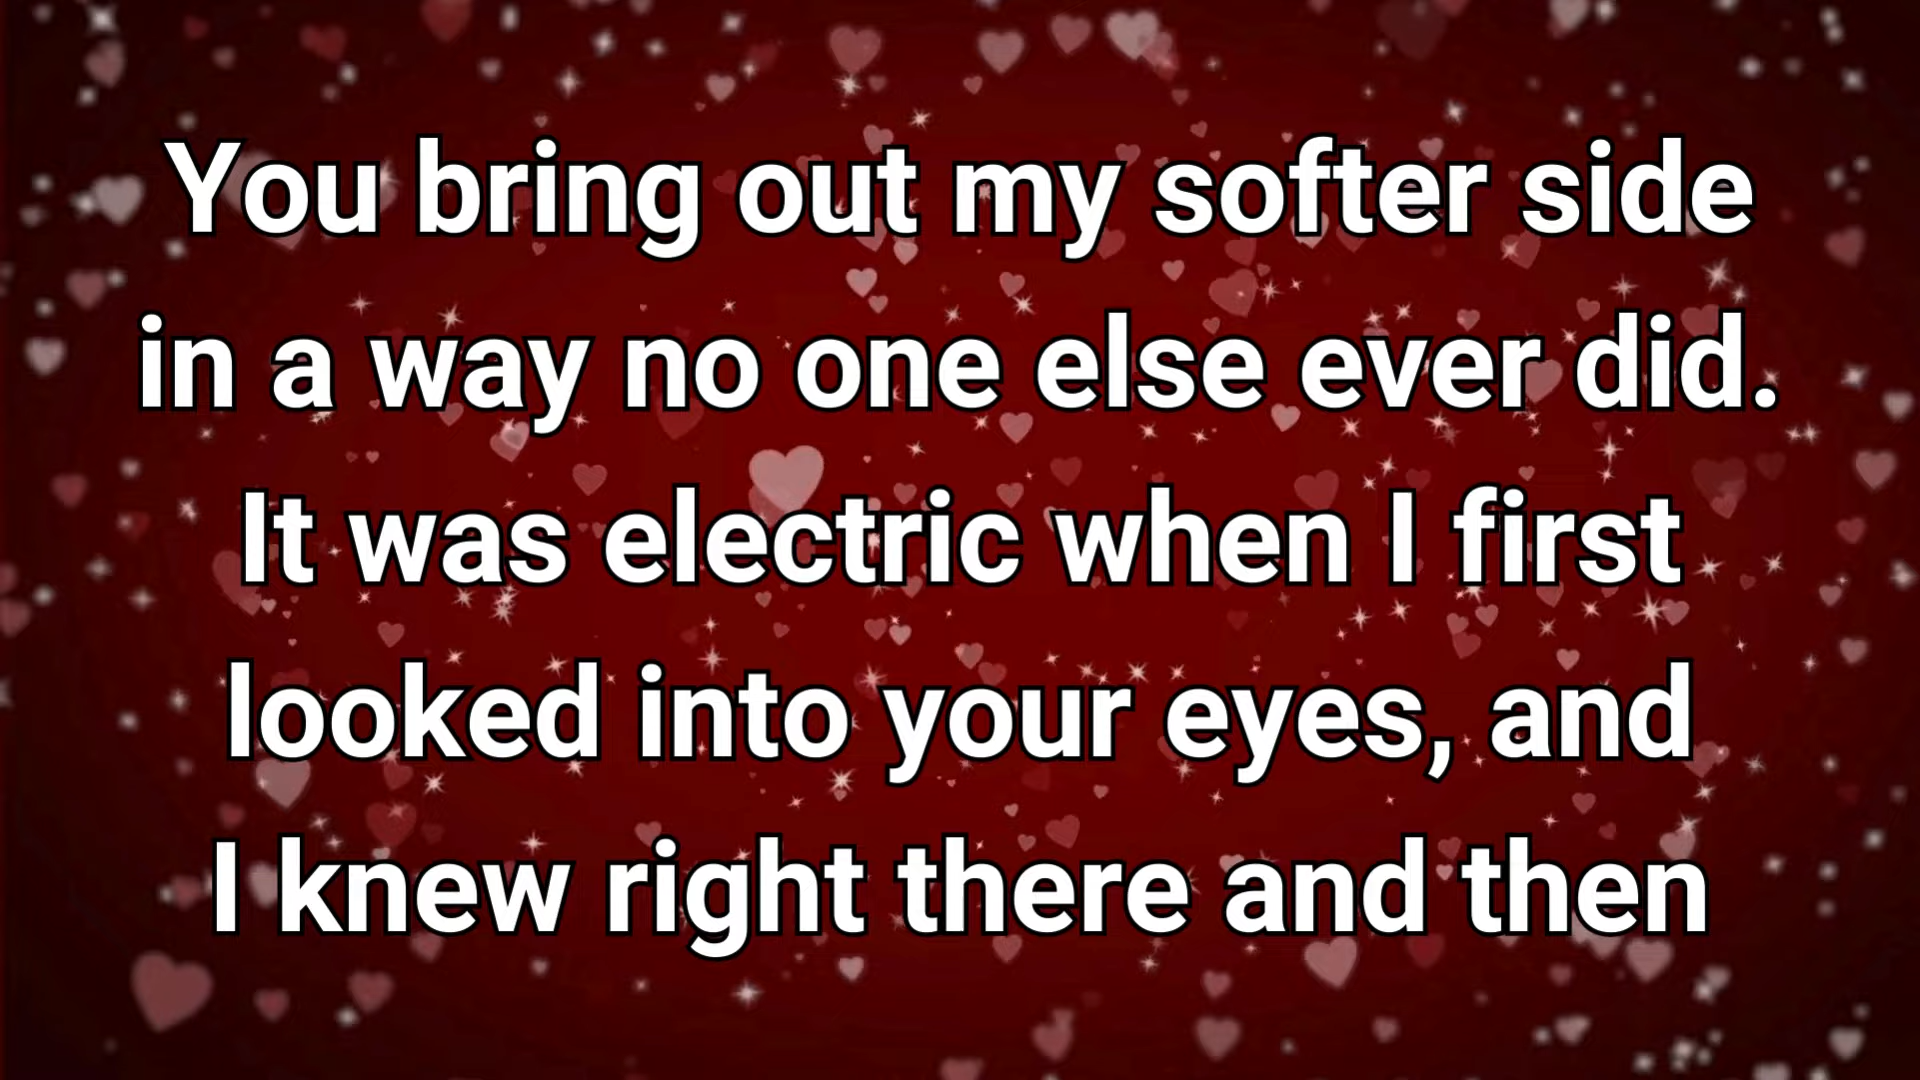 You bring out my softer side
in a way no one else ever did.
It was electric when I first
looked into your eyes, and
I knew right there and then